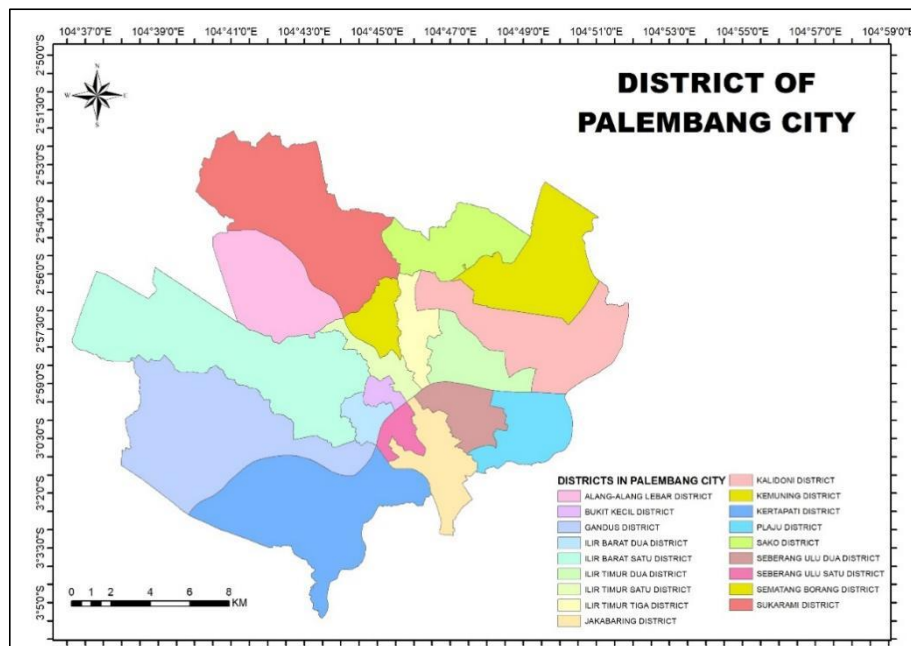 104°37'0"E 104°39'0"E 104°41'0"E 104°43'0"E 104°45'0"E 104°47'0"E 104°49'0"E 104°51'0"E 104°53'0"E 104°55'0"E 104°57'0"E 104°59'0"E
2°50'0"S
2°51'30"S
2°53'0"S
2°54'30"S
2°56'0"S
2°57'30"S
2°59'0"S
3°0'30"S
3°2'0"S
3°3'30"S
3°5'0"S
N
W E
S
DISTRICT OF
PALEMBANG CITY
DISTRICTS IN PALEMBANG CITY
ALANG-ALANG LEBAR DISTRICT
BUKIT KECIL DISTRICT
GANDUS DISTRICT
ILIR BARAT DUA DISTRICT
ILIR BARAT SATU DISTRICT
ILIR TIMUR DUA DISTRICT
ILIR TIMUR SATU DISTRICT
ILIR TIMUR TIGA DISTRICT
JAKABARING DISTRICT
KALIDONI DISTRICT
KEMUNING DISTRICT
KERTAPATI DISTRICT
PLAJU DISTRICT
SAKO DISTRICT
SEBERANG ULU DUA DISTRICT
SEBERANG ULU SATU DISTRICT
SEMATANG BORANG DISTRICT
SUKARAMI DISTRICT
0 1 2 4 6 8
KM